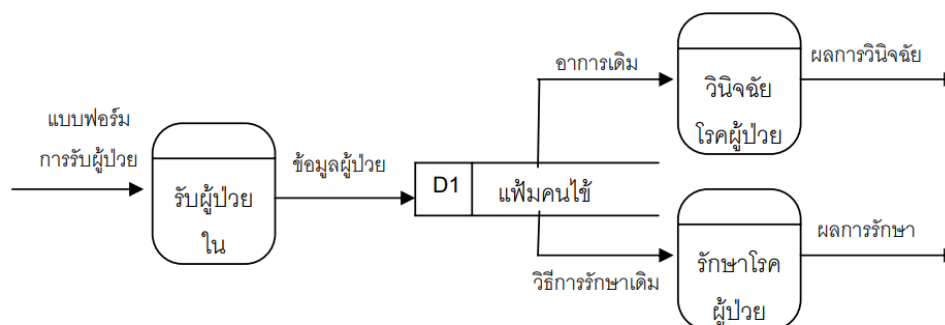 แบบฟอร์ม
การรับผู้ป่วย
รับผู้ป่วย
ใน
ข้อมูลผู้ป่วย
D1
แฟ้มคนไข้
อาการเดิม
วินิจฉัย
โรคผู้ป่วย
ผลการวินิจฉัย
วิธีการรักษาเดิม
รักษาโรค
ผู้ป่วย
ผลการรักษา